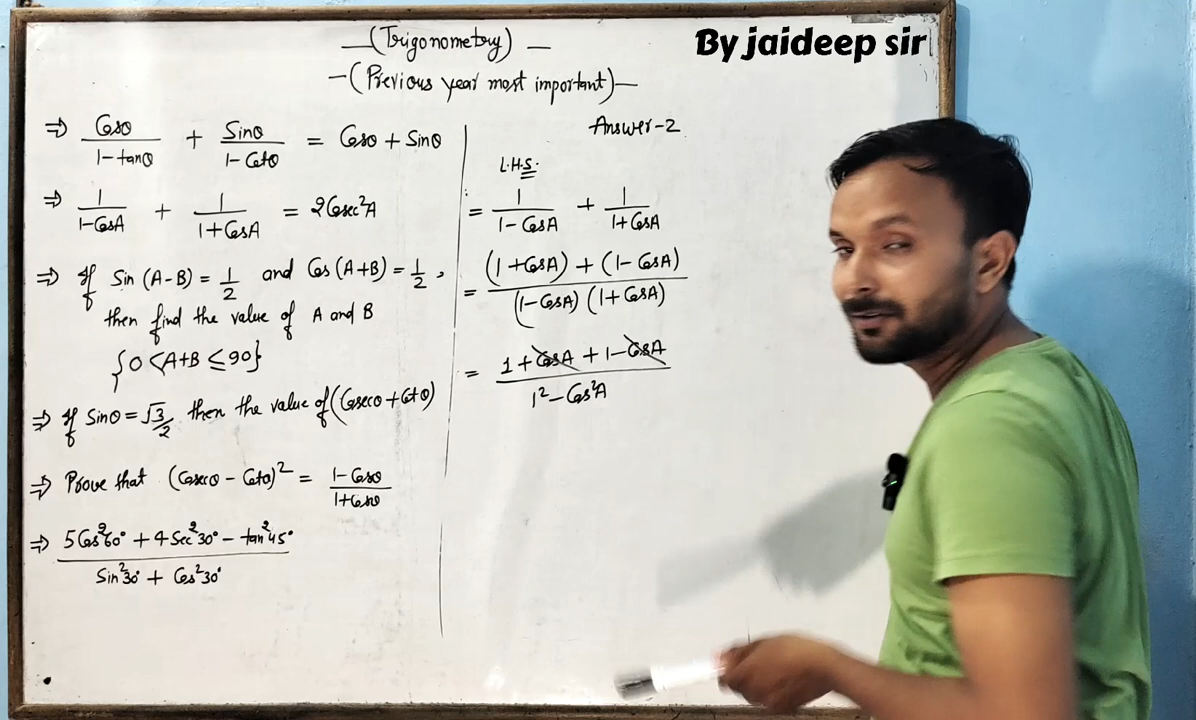 (Trigonometry)
By jaideep sir
(Previous year most important)
⇒ Cosθ/(1-tanθ) + Sinθ/(1-Cotθ) = Cosθ + Sinθ
⇒ 1/(1-CosA) + 1/(1+CosA) = 2Cosec²A
⇒ If Sin (A-B) = 1/2 and Cos (A+B) = 1/2 ,
then find the value of A and B
{0 < A+B ≤ 90}
⇒ If Sinθ = √3/2 then the value of (Cosecθ + Cotθ)
⇒ Prove that (Cosecθ - Cotθ)² = (1-Cosθ)/(1+Cosθ)
⇒ (5Cos²60° + 4Sec²30° - tan²45°)/(Sin²30° + Cos²30°)
Answer-2
L.H.S.
= 1/(1-CosA) + 1/(1+CosA)
= ((1+CosA) + (1-CosA))/((1-CosA) (1+CosA))
= (1+CosA + 1-CosA)/(1²-Cos²A)